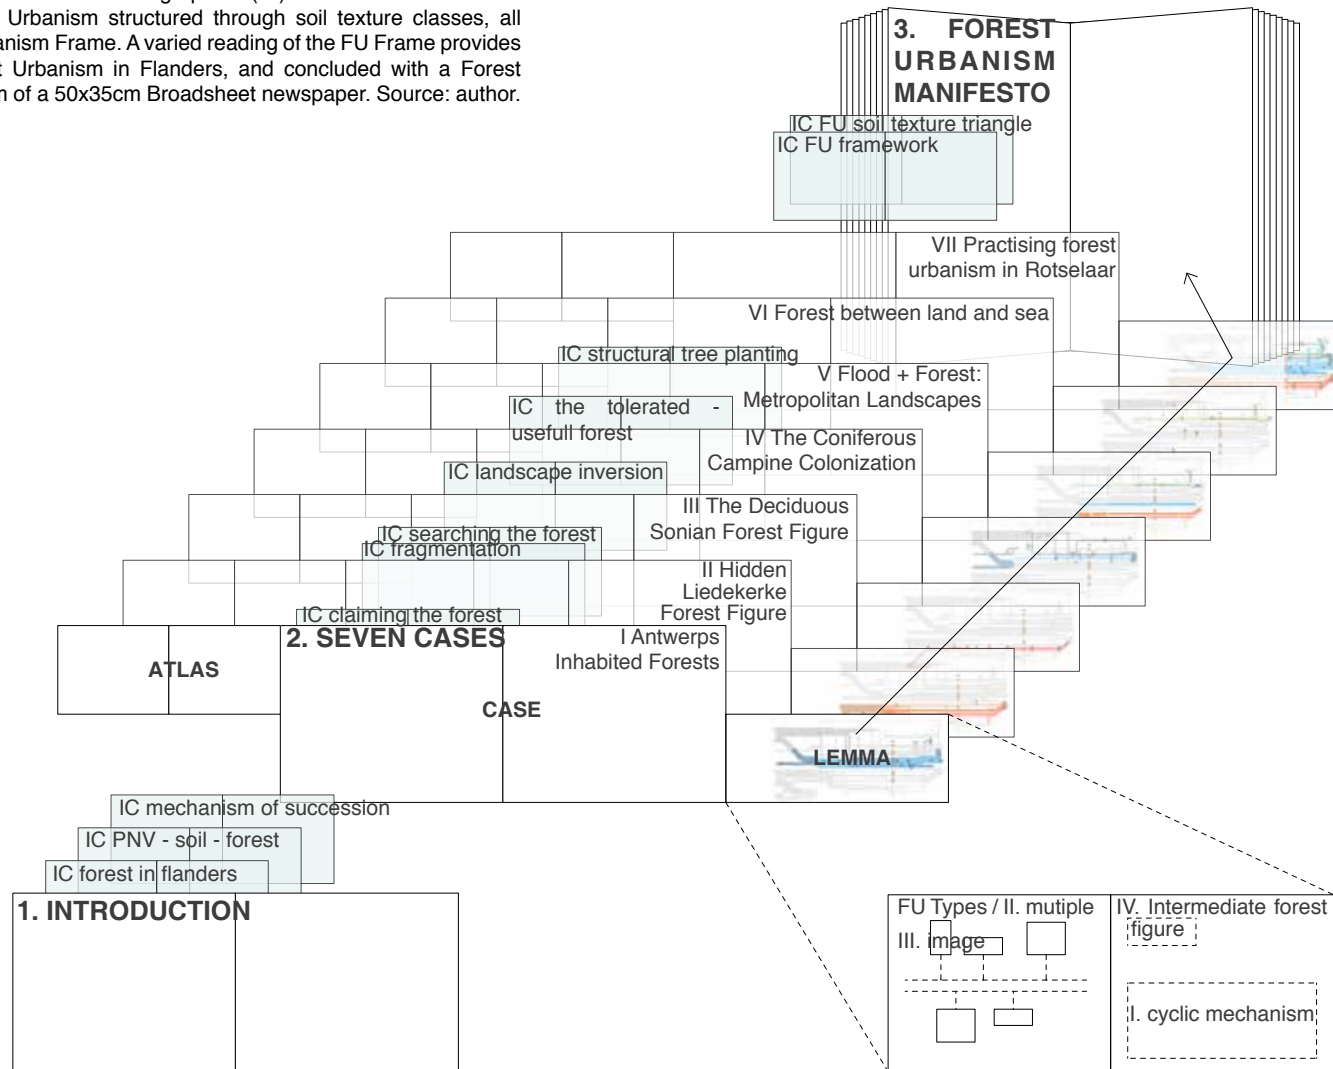 Urbanism structured through soil texture classes, all
anism Frame. A varied reading of the FU Frame provides
t Urbanism in Flanders, and concluded with a Forest
m of a 50x35cm Broadsheet newspaper. Source: author.
3. FOREST
URBANISM
MANIFESTO
IC FU soil texture triangle
IC FU framework
VII Practising forest
urbanism in Rotselaar
VI Forest between land and sea
IC structural tree planting
V Flood + Forest:
Metropolitan Landscapes
IC the tolerated -
usefull forest
IV The Coniferous
Campine Colonization
IC landscape inversion
III The Deciduous
Sonian Forest Figure
IC searching the forest
IC fragmentation
II Hidden
Liedekerke
Forest Figure
IC claiming the forest
2. SEVEN CASES
I Antwerps
Inhabited Forests
ATLAS
CASE
LEMMA
IC mechanism of succession
IC PNV - soil - forest
IC forest in flanders
1. INTRODUCTION
FU Types / II. mutiple
III. image
IV. Intermediate forest
figure
I. cyclic mechanism